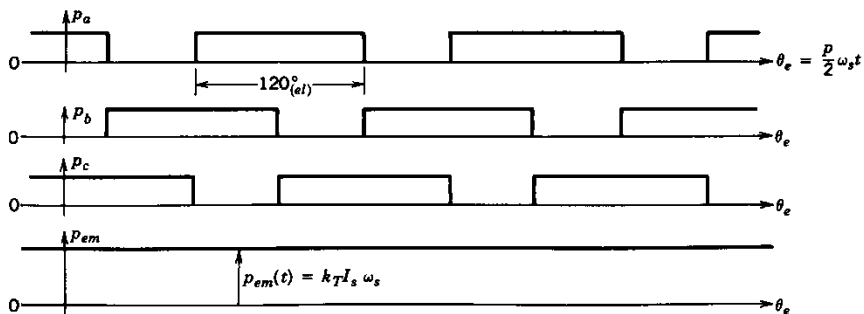 p_a
0
θ_e = p/2 ω_s t
120°(el)
p_b
0
θ_e
p_c
0
θ_e
p_em
p_em(t) = k_T I_s ω_s
0
θ_e